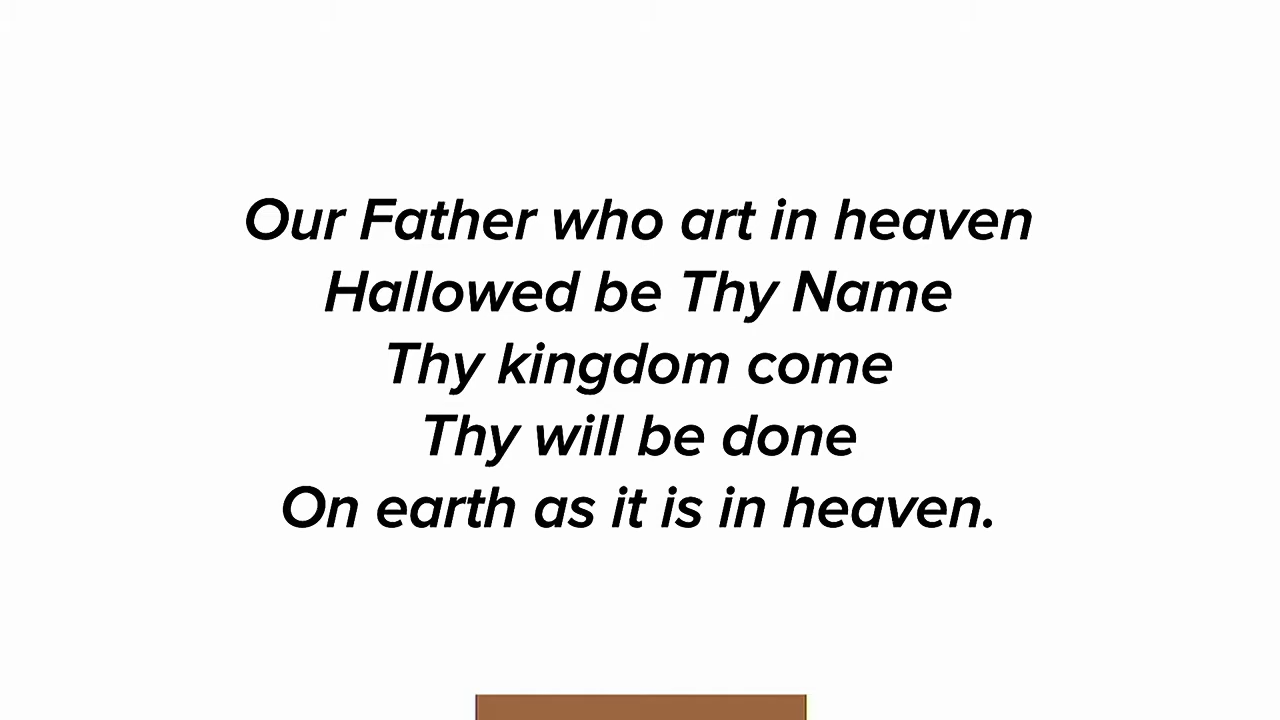 Our Father who art in heaven
Hallowed be Thy Name
Thy kingdom come
Thy will be done
On earth as it is in heaven.